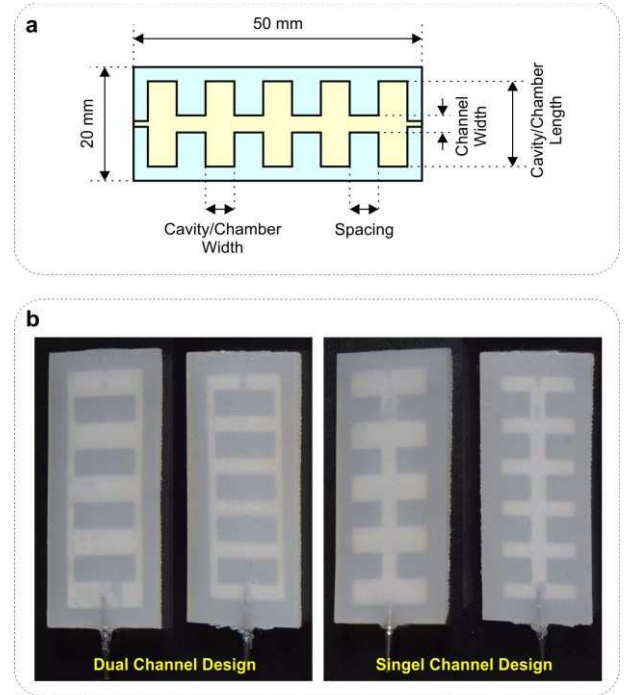 a
50 mm
20 mm
Channel
Width
Cavity/Chamber
Length
Cavity/Chamber
Width
Spacing
b
Dual Channel Design
Singel Channel Design